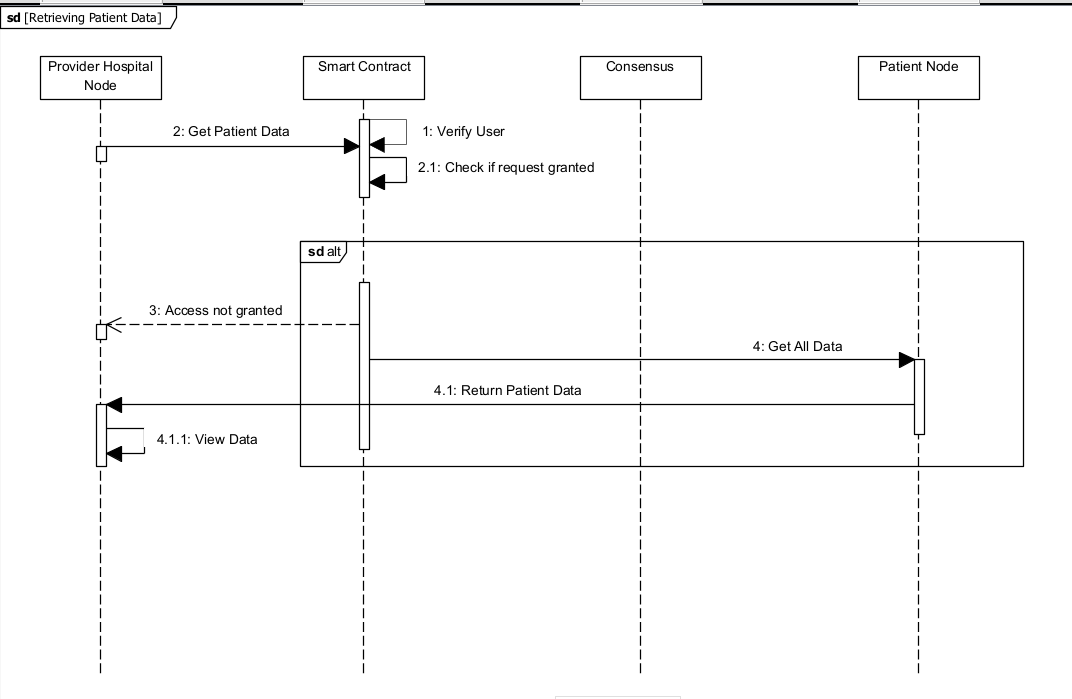 sd [Retrieving Patient Data]
Provider Hospital
Node
Smart Contract
Consensus
Patient Node
2: Get Patient Data
1: Verify User
2.1: Check if request granted
sd alt
3: Access not granted
4: Get All Data
4.1: Return Patient Data
4.1.1: View Data